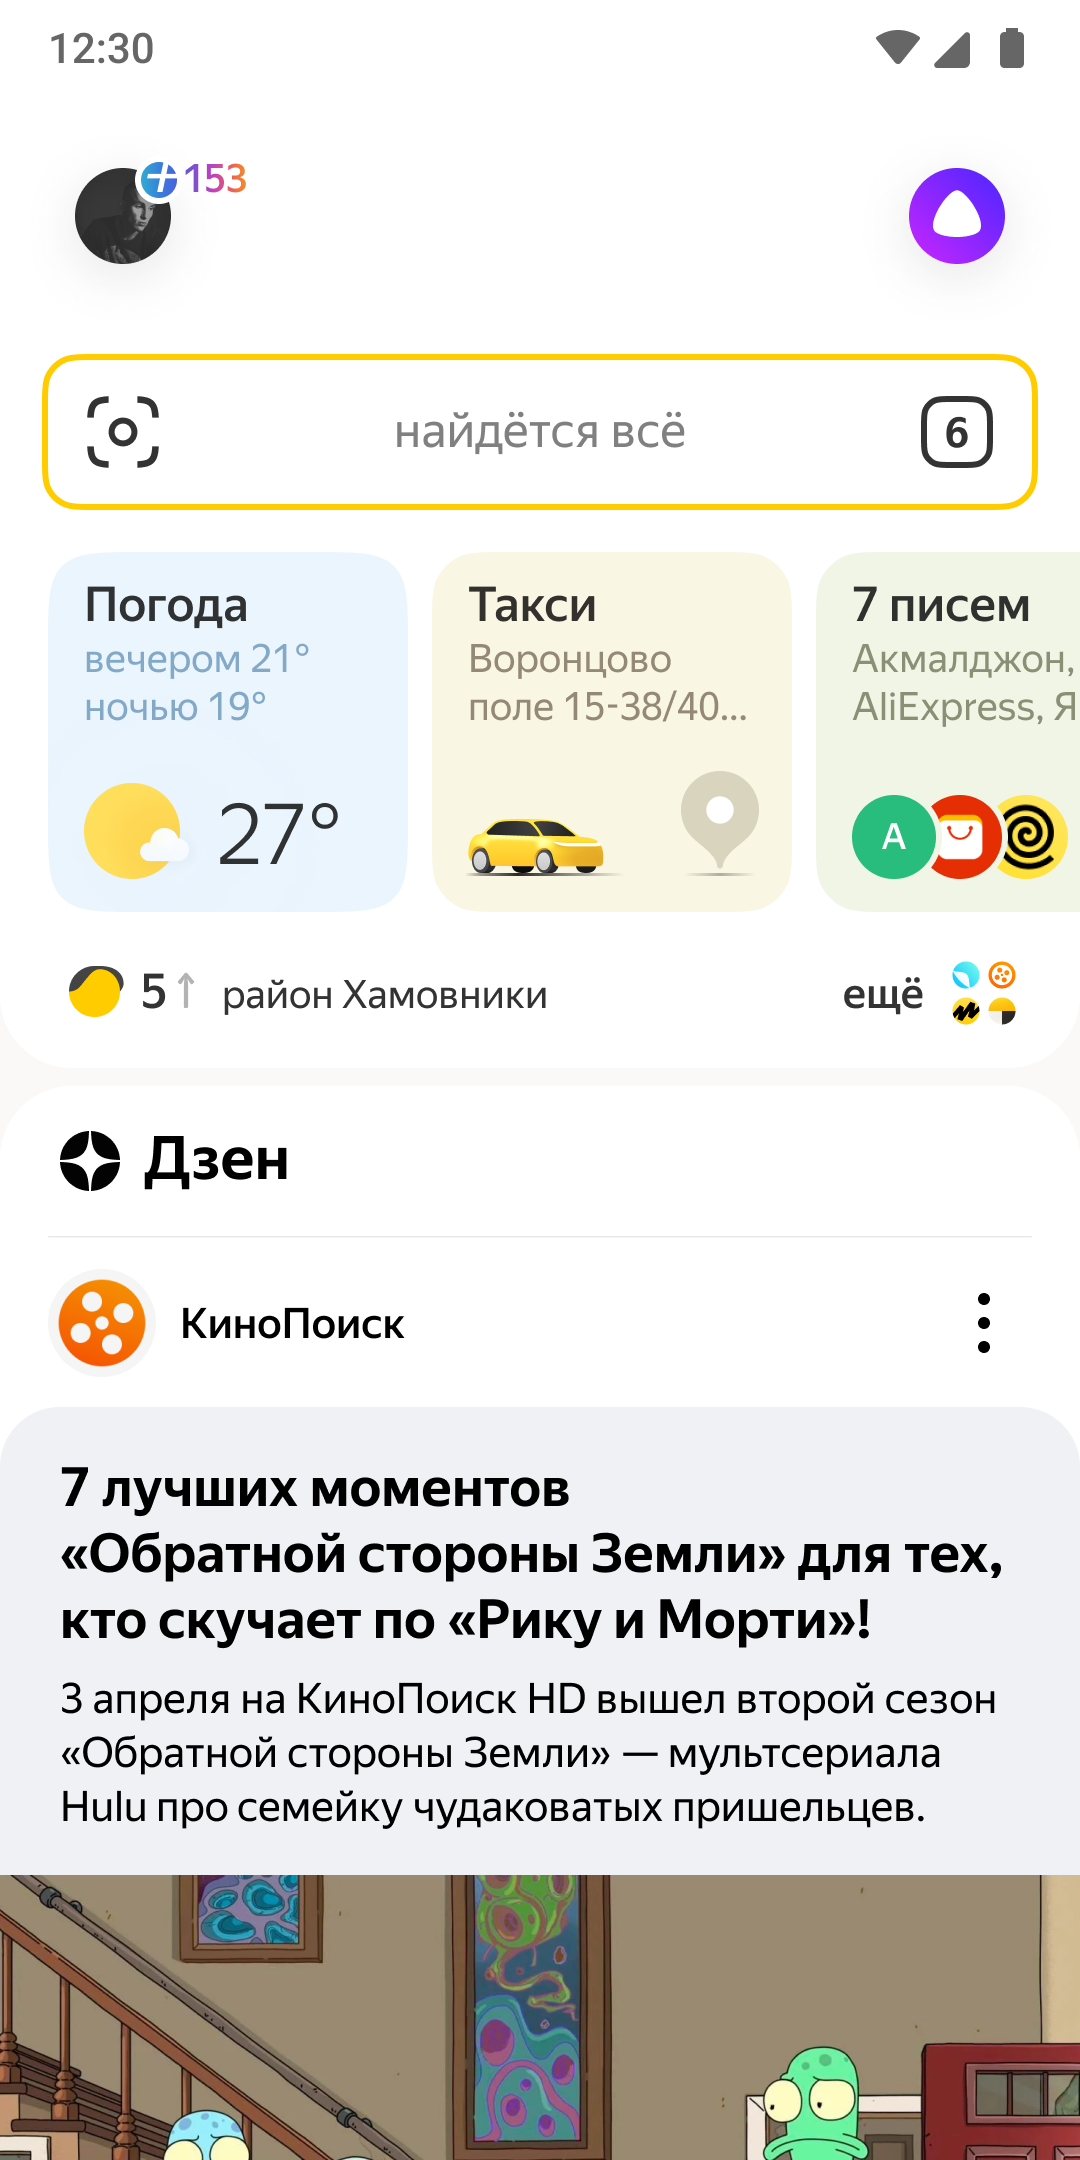 12:30
153
найдётся всё
6
Погода
вечером 21°
ночью 19°
27°
Такси
Воронцово
поле 15-38/40...
7 писем
Акмалджон,
AliExpress, Я
А
5↑ район Хамовники
ещё
Дзен
КиноПоиск
7 лучших моментов
«Обратной стороны Земли» для тех,
кто скучает по «Рику и Морти»!
3 апреля на КиноПоиск HD вышел второй сезон
«Обратной стороны Земли» — мультсериала
Hulu про семейку чудаковатых пришельцев.